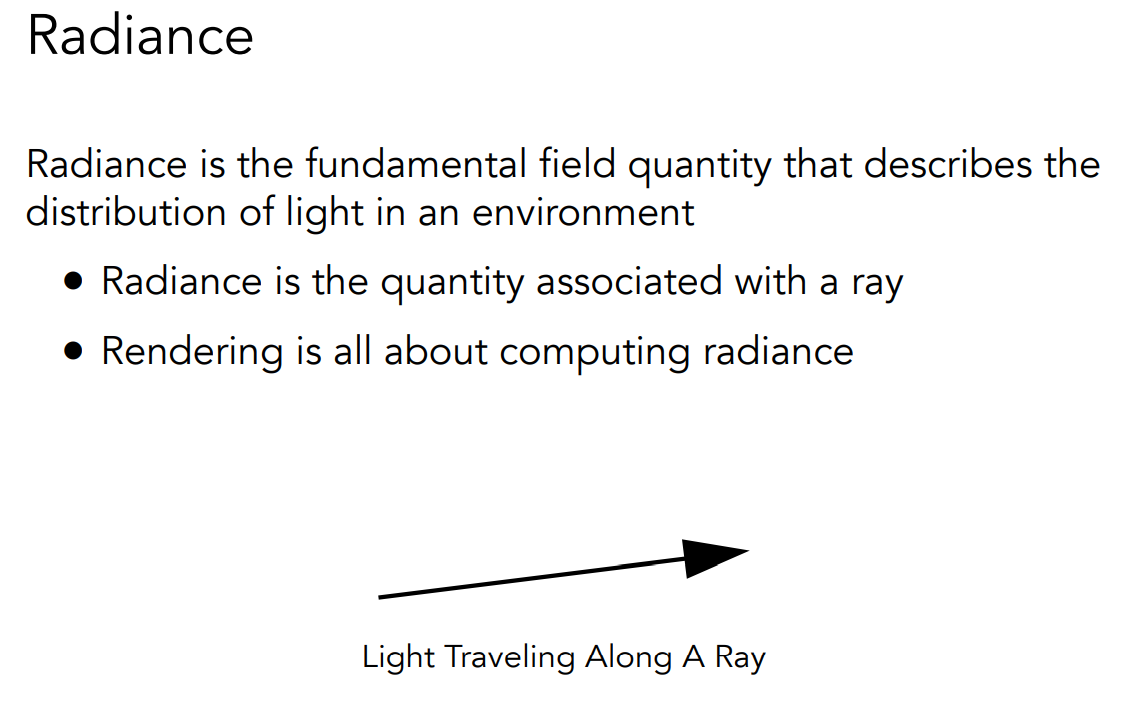 Radiance
Radiance is the fundamental field quantity that describes the
distribution of light in an environment
● Radiance is the quantity associated with a ray
● Rendering is all about computing radiance
Light Traveling Along A Ray